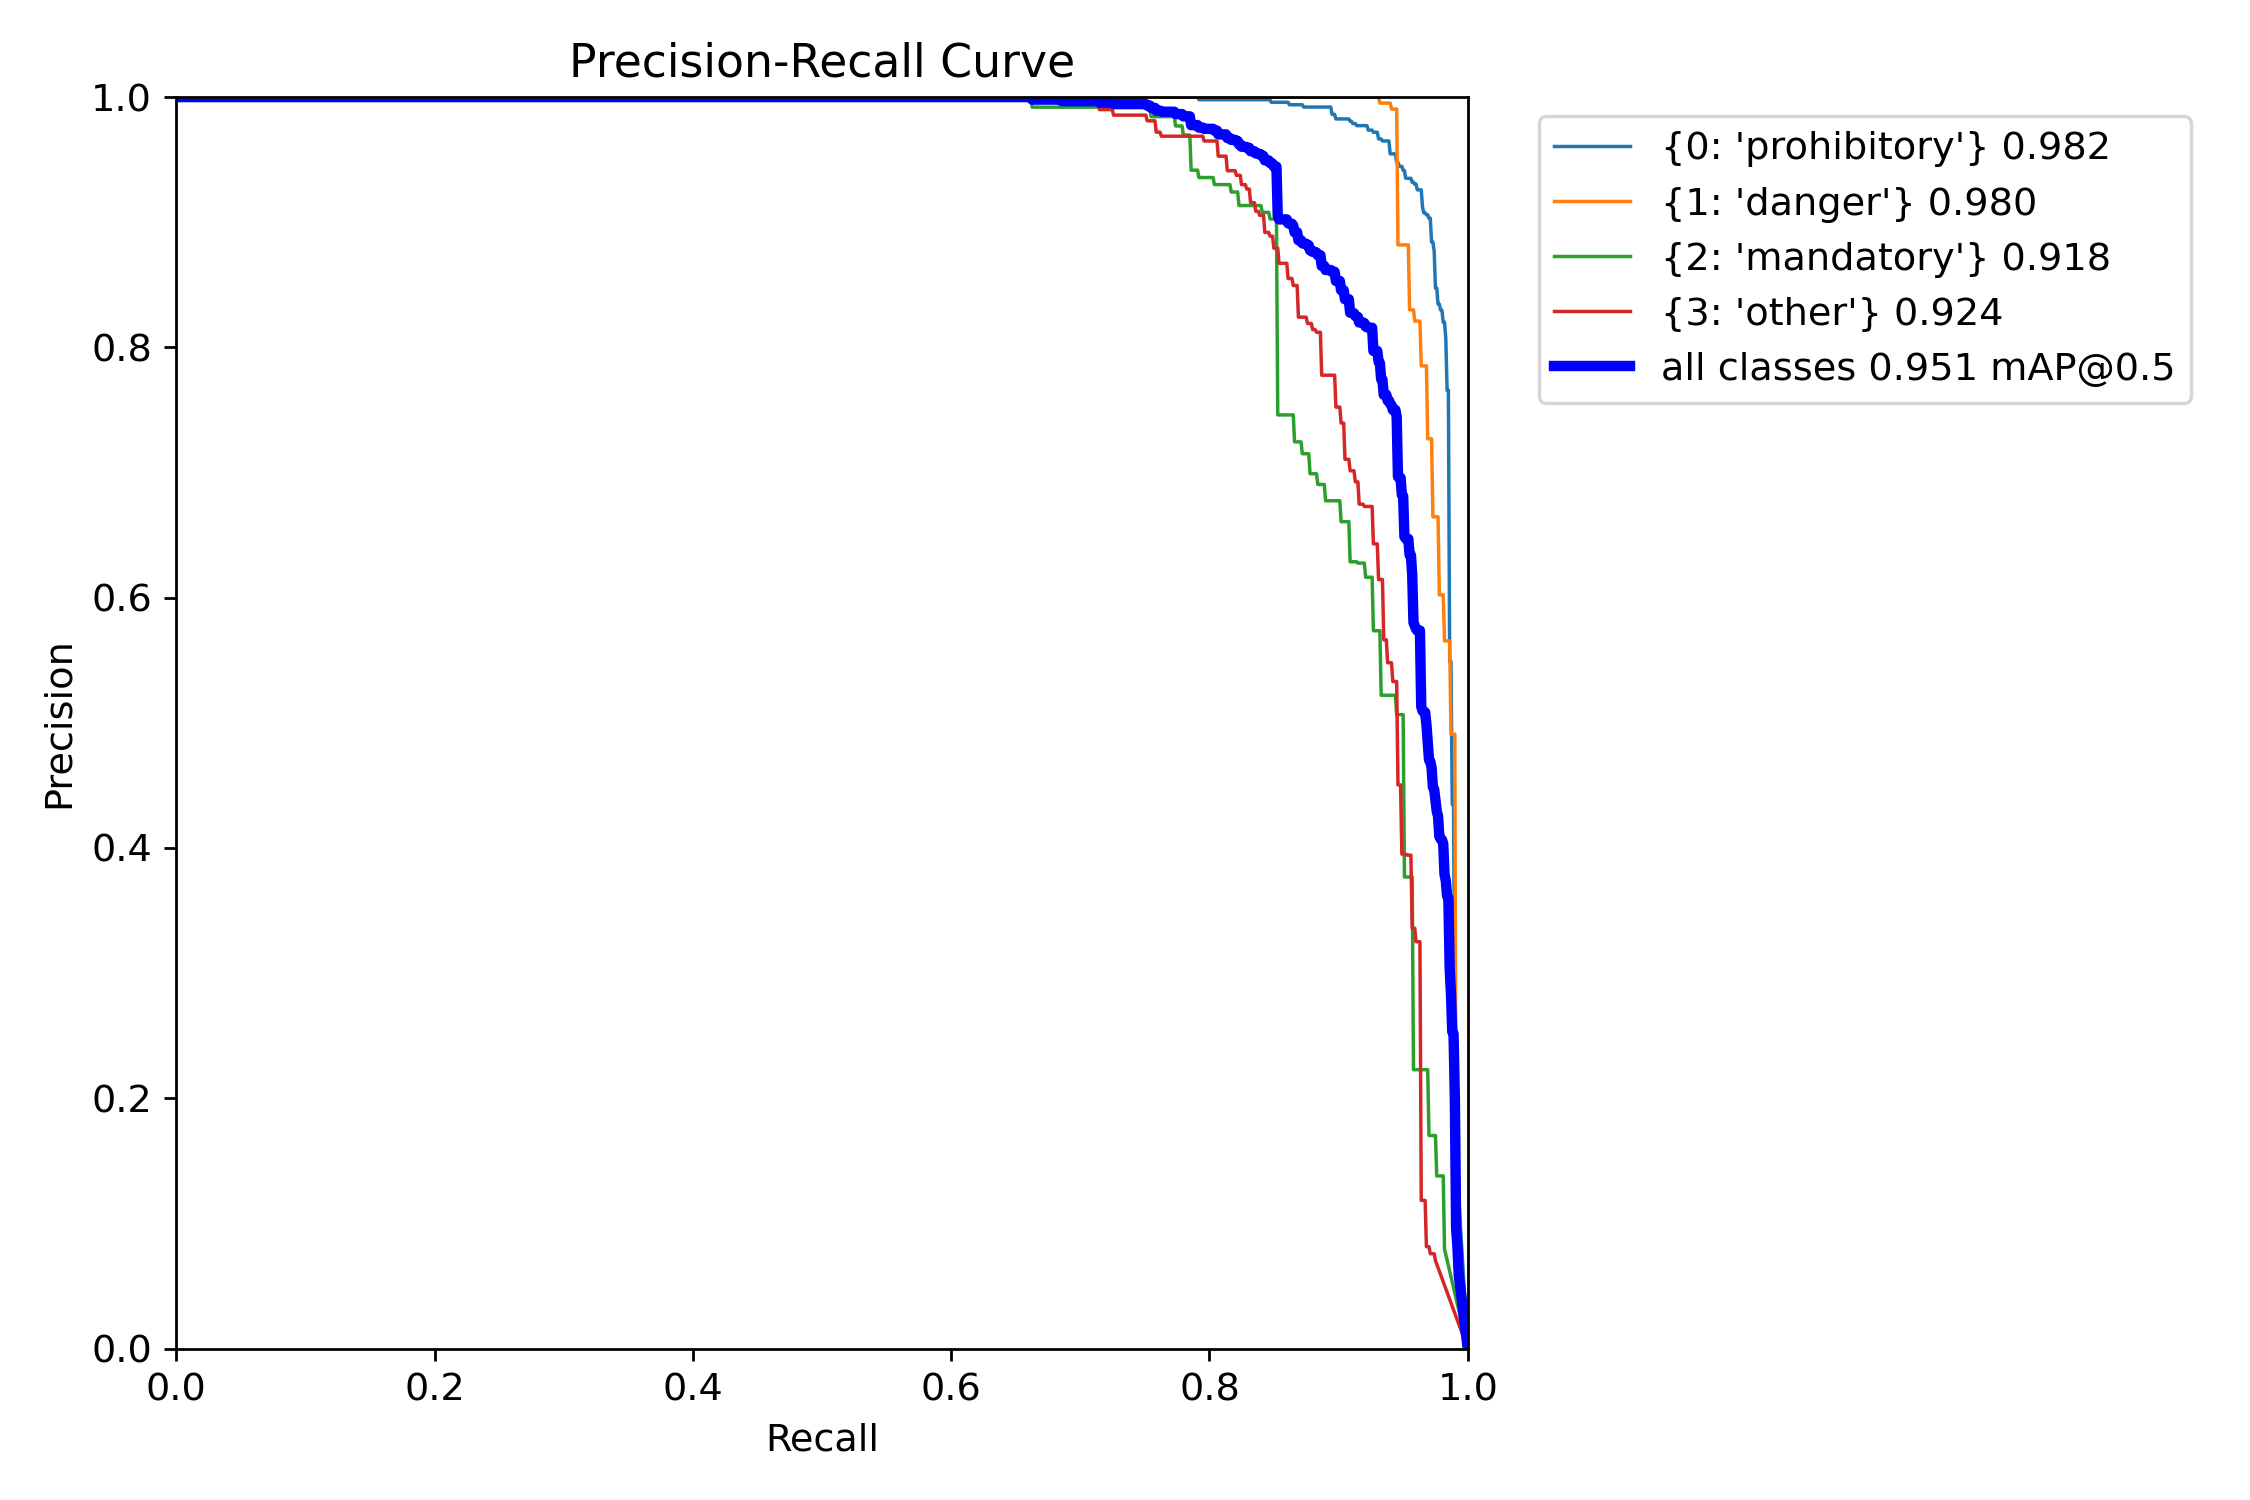 Precision-Recall Curve
1.0
0.8
0.6
0.4
0.2
0.0
Precision
0.0 0.2 0.4 0.6 0.8 1.0
Recall
{0: 'prohibitory'} 0.982
{1: 'danger'} 0.980
{2: 'mandatory'} 0.918
{3: 'other'} 0.924
all classes 0.951 mAP@0.5